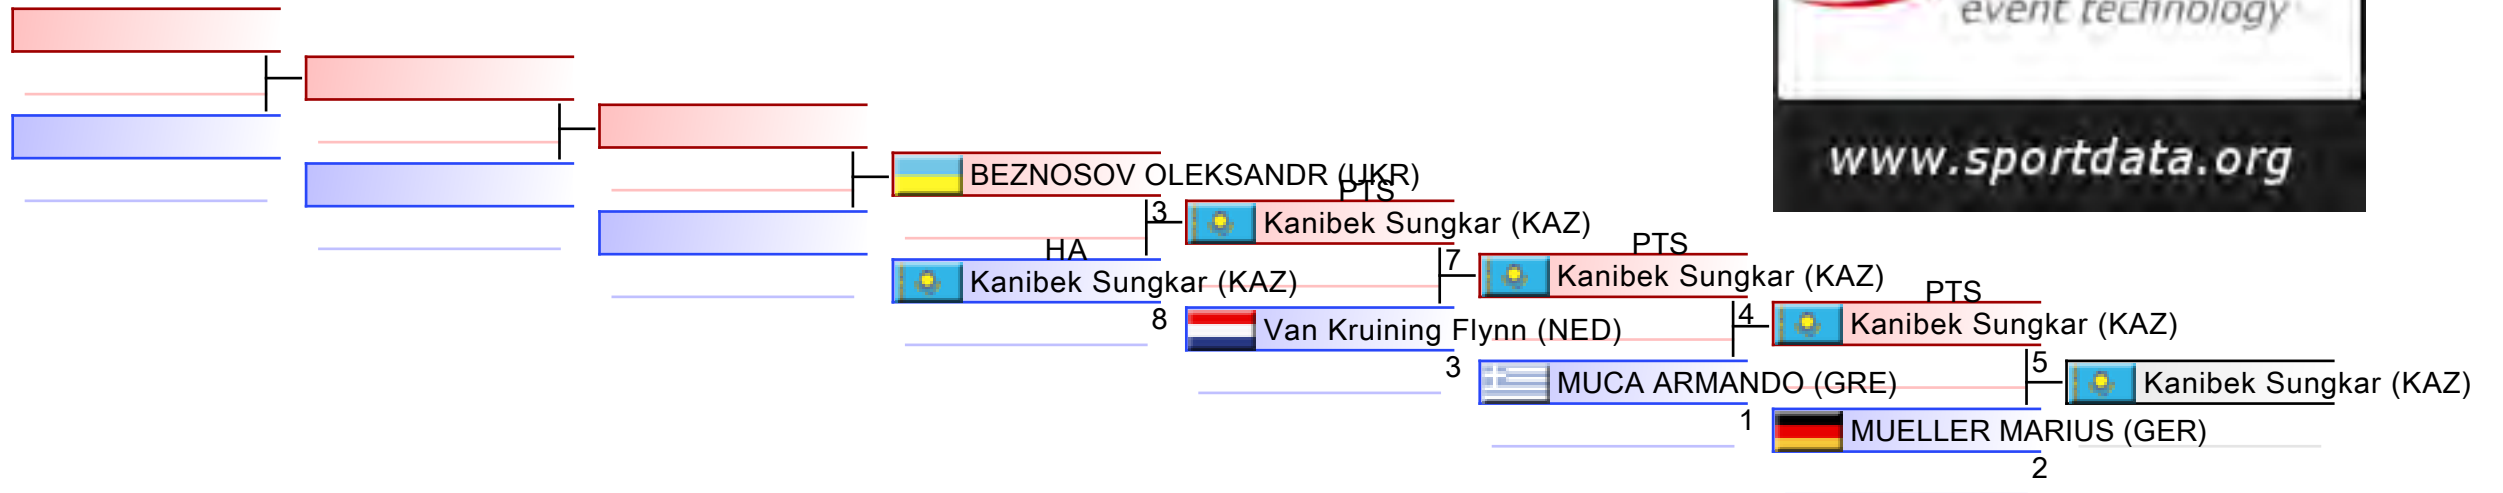 event technology
www.sportdata.org
BEZNOSOV OLEKSANDR (UKR)
PTS
3
Kanibek Sungkar (KAZ)
HA
PTS
7
Kanibek Sungkar (KAZ)
Kanibek Sungkar (KAZ)
8
PTS
4
Kanibek Sungkar (KAZ)
Van Kruining Flynn (NED)
3
5
MUCA ARMANDO (GRE)
Kanibek Sungkar (KAZ)
1
MUELLER MARIUS (GER)
2